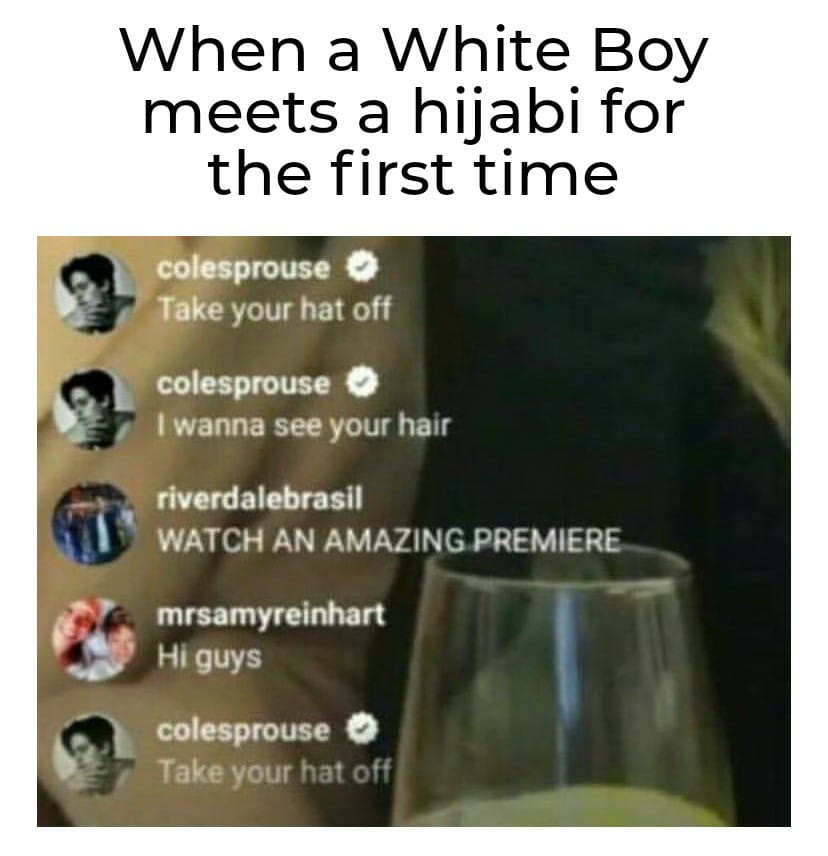 When a White Boy
meets a hijabi for
the first time
colesprouse
Take your hat off
colesprouse
I wanna see your hair
riverdalebrasil
WATCH AN AMAZING PREMIERE
mrsamyreinhart
Hi guys
colesprouse
Take your hat off